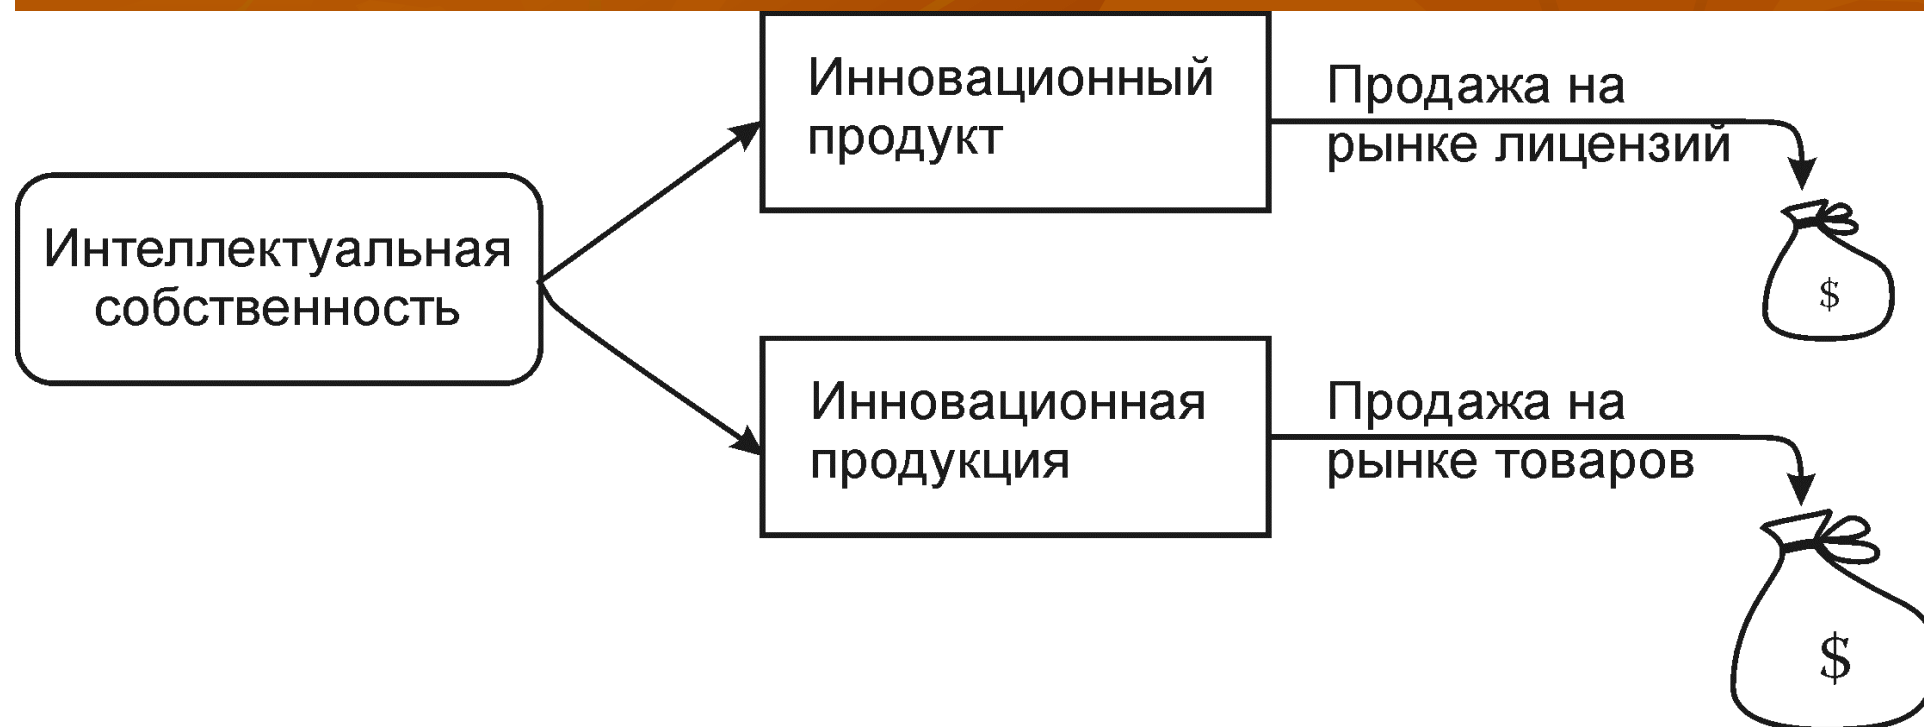 Инновационный
продукт
Продажа на
рынке лицензий
Интеллектуальная
собственность
$
Инновационная
продукция
Продажа на
рынке товаров
$